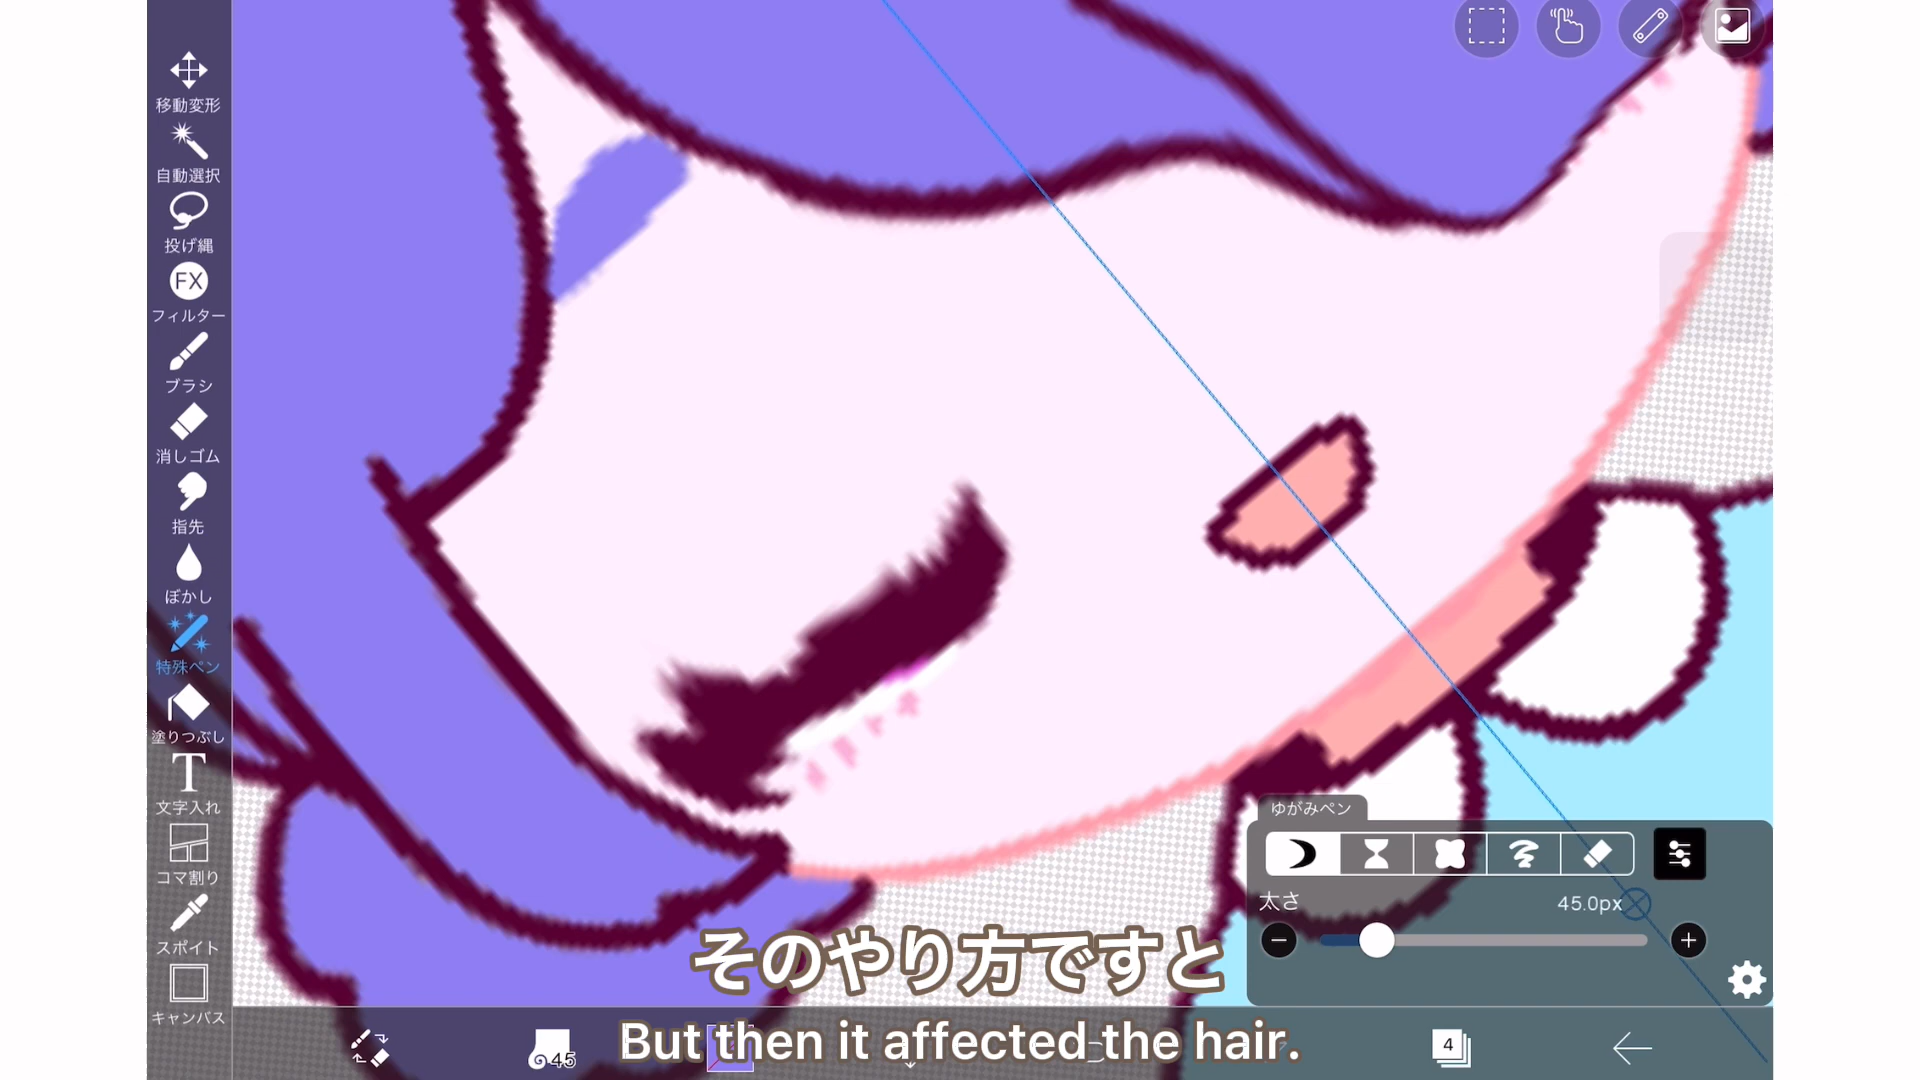 移動変形
自動選択
投げ縄
FX
フィルター
ブラシ
消しゴム
指先
ぼかし
特殊ペン
塗りつぶし
T
文字入れ
コマ割り
スポイト
キャンバス
ゆがみペン
太さ
45.0px
そのやり方ですと
But then it affected the hair.
45
4